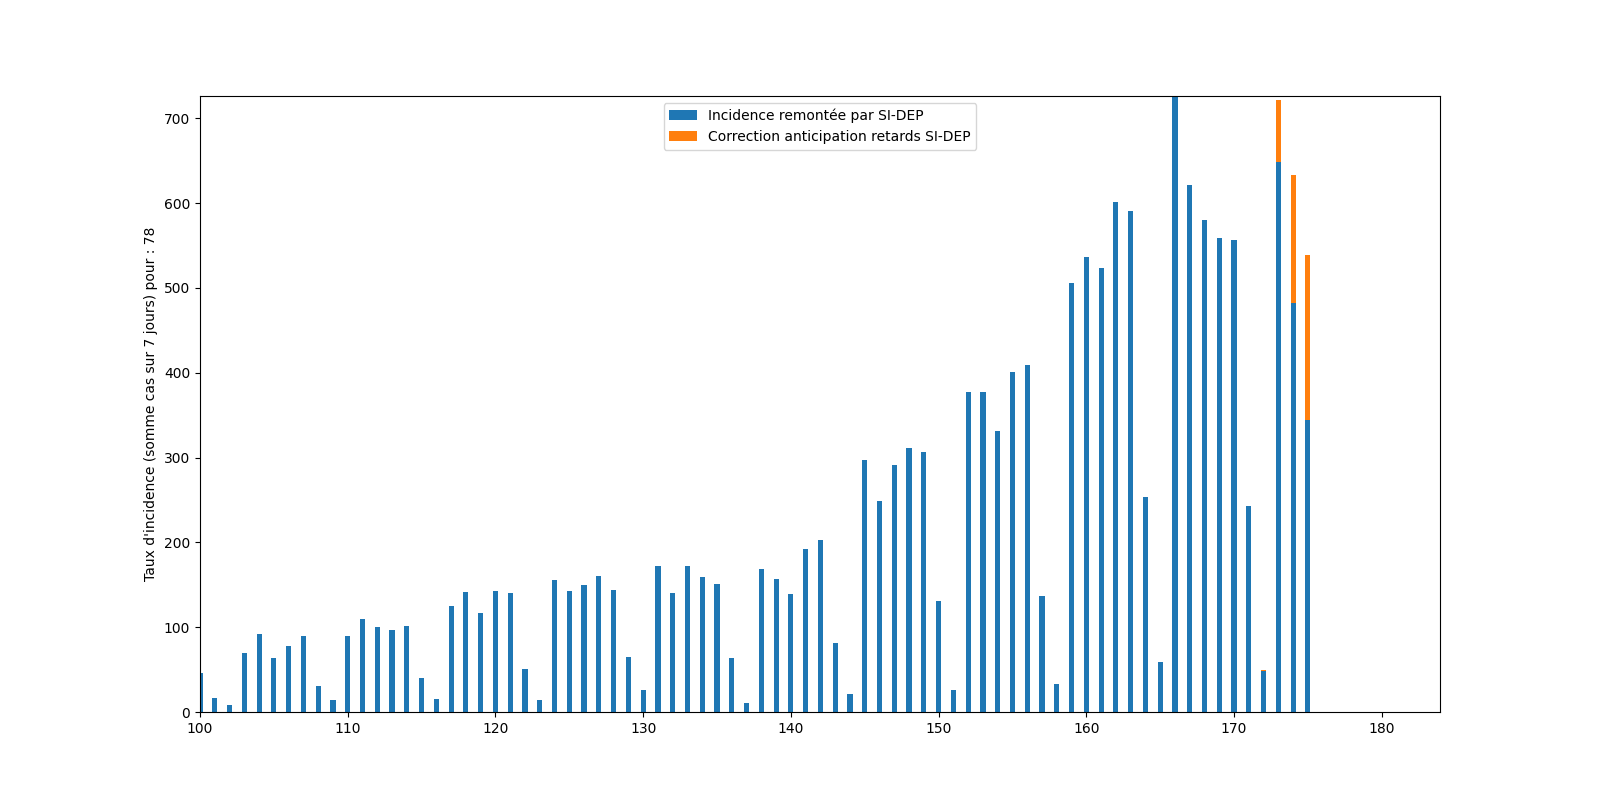 Incidence remontée par SI-DEP
Correction anticipation retards SI-DEP
Taux d'incidence (somme cas sur 7 jours) pour : 78
700
600
500
400
300
200
100
0
100 110 120 130 140 150 160 170 180